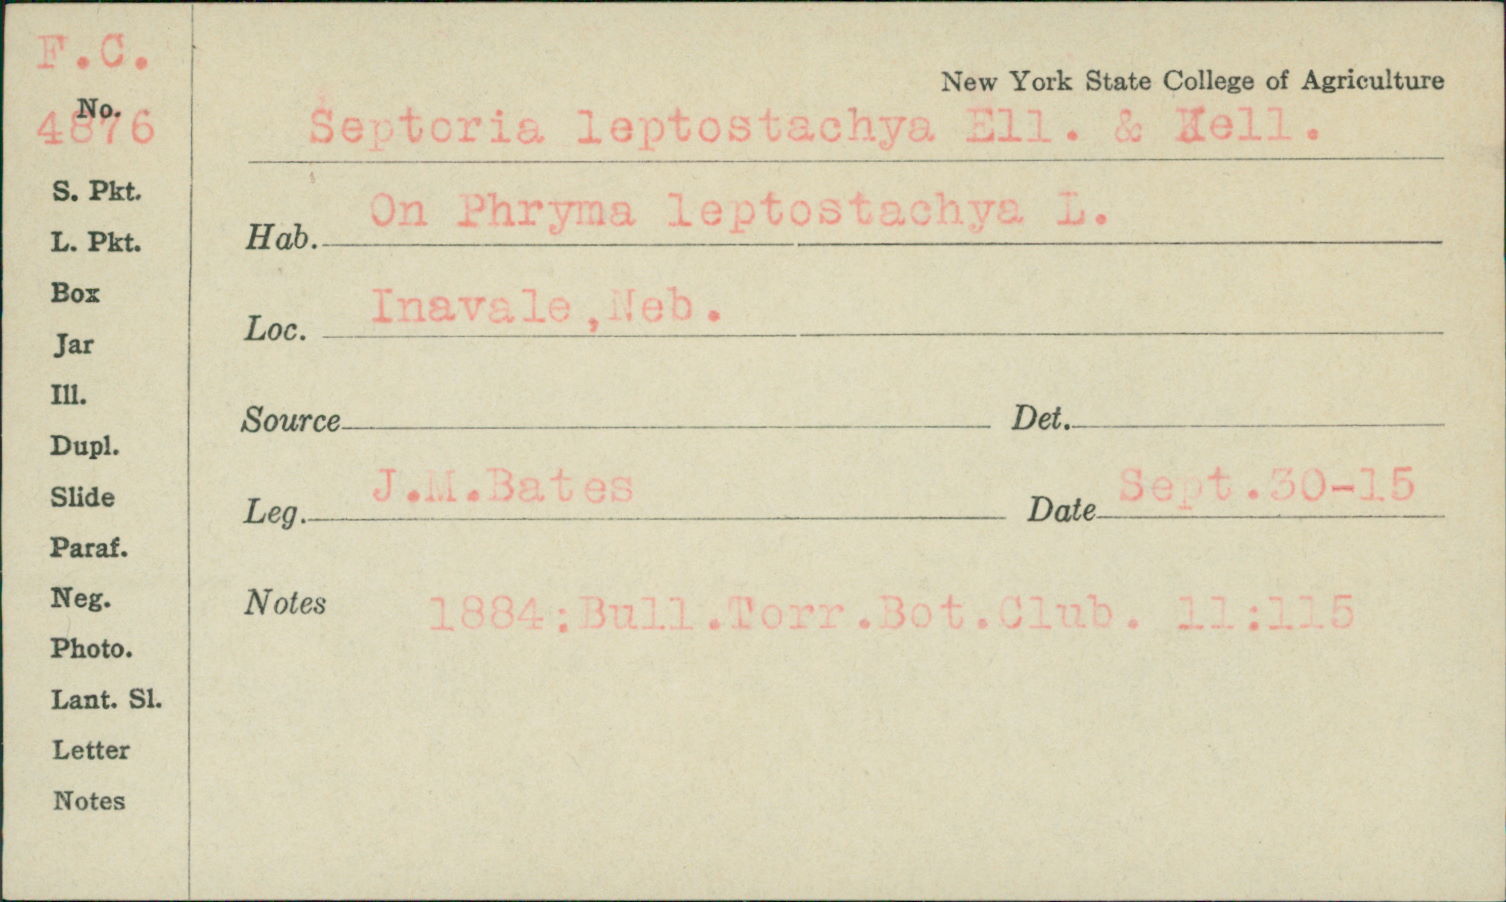 F.C.
No.
4876
S. Pkt.
L. Pkt.
Box
Jar
Ill.
Dupl.
Slide
Paraf.
Neg.
Photo.
Lant. Sl.
Letter
Notes
New York State College of Agriculture
Septoria leptostachya Ell. & Kell.
Hab. On Phryma leptostachya L.
Loc. Inavale,Neb.
Source Det.
Leg. J.M.Bates Date Sept.30-15
Notes 1884:Bull.Torr.Bot.Club. 11:115